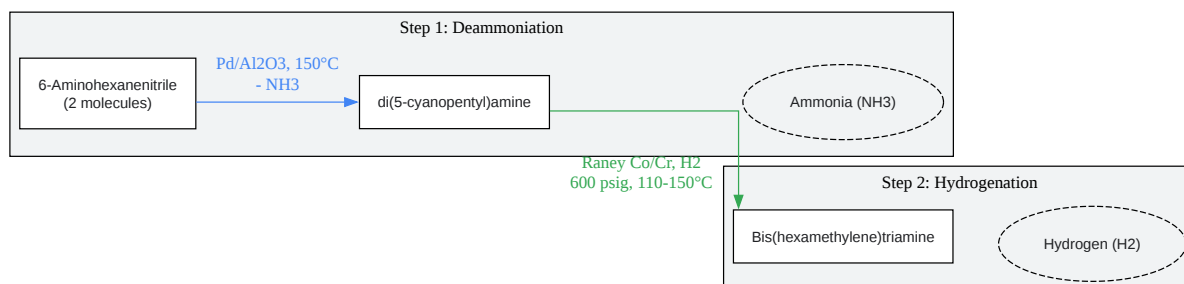 Step 1: Deammoniation
6-Aminohexanenitrile
(2 molecules)
Pd/Al2O3, 150°C
- NH3
di(5-cyanopentyl)amine
Ammonia (NH3)
Raney Co/Cr, H2
600 psig, 110-150°C
Step 2: Hydrogenation
Bis(hexamethylene)triamine
Hydrogen (H2)